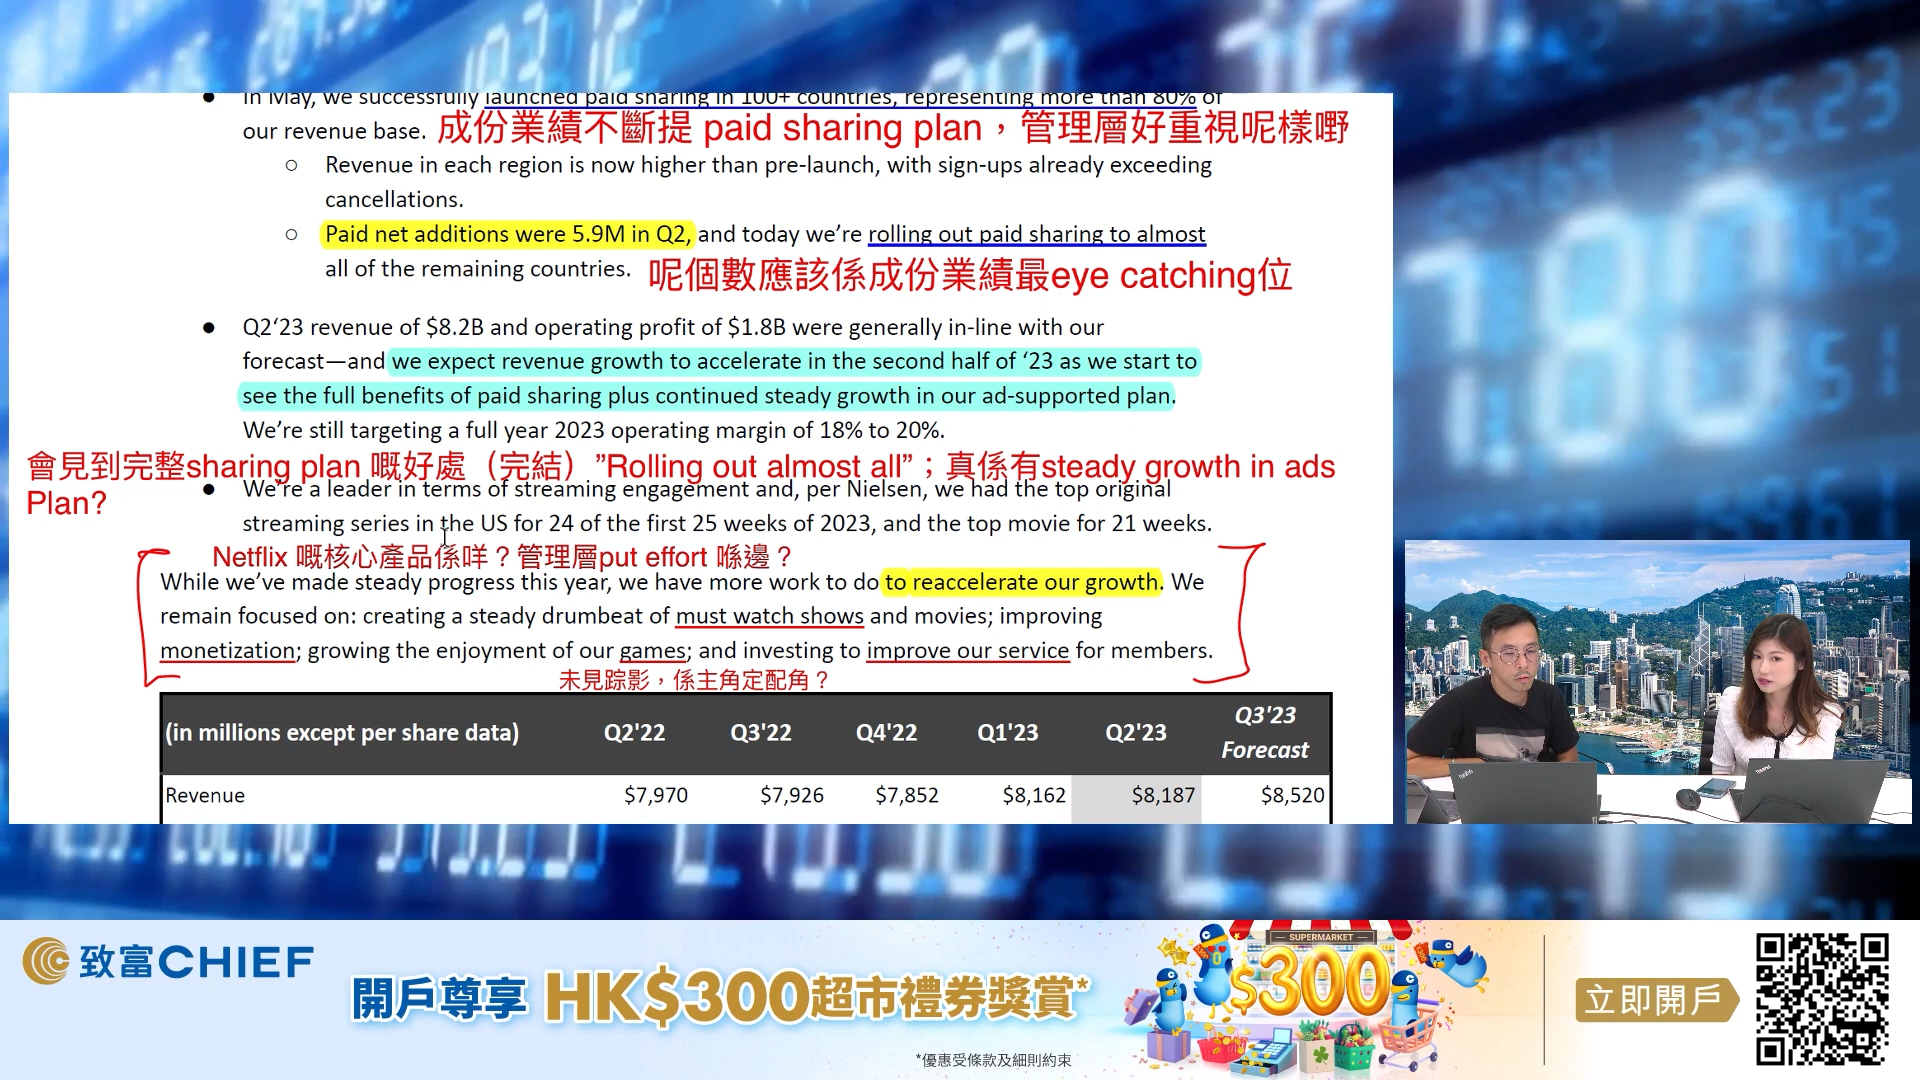 In May, we successfully launched paid sharing in 100+ countries, representing more than 80% of
our revenue base. 成份業績不斷提 paid sharing plan，管理層好重視呢樣嘢
Revenue in each region is now higher than pre-launch, with sign-ups already exceeding
cancellations.
Paid net additions were 5.9M in Q2, and today we're rolling out paid sharing to almost
all of the remaining countries. 呢個數應該係成份業績最eye catching位
Q2‘23 revenue of $8.2B and operating profit of $1.8B were generally in-line with our
forecast—and we expect revenue growth to accelerate in the second half of ‘23 as we start to
see the full benefits of paid sharing plus continued steady growth in our ad-supported plan.
We're still targeting a full year 2023 operating margin of 18% to 20%.
會見到完整sharing plan 嘅好處（完結）”Rolling out almost all”；真係有steady growth in ads
Plan?
We're a leader in terms of streaming engagement and, per Nielsen, we had the top original
streaming series in the US for 24 of the first 25 weeks of 2023, and the top movie for 21 weeks.
Netflix 嘅核心產品係咩？管理層put effort 喺邊？
While we've made steady progress this year, we have more work to do to reaccelerate our growth. We
remain focused on: creating a steady drumbeat of must watch shows and movies; improving
monetization; growing the enjoyment of our games; and investing to improve our service for members.
未見踪影，係主角定配角？
(in millions except per share data) Q2'22 Q3'22 Q4'22 Q1'23 Q2'23 Q3'23 Forecast
Revenue $7,970 $7,926 $7,852 $8,162 $8,187 $8,520
1.80
致富CHIEF
開戶尊享 HK$300超市禮券獎賞*
*優惠受條款及細則約束
SUPERMARKET
$300
立即開戶